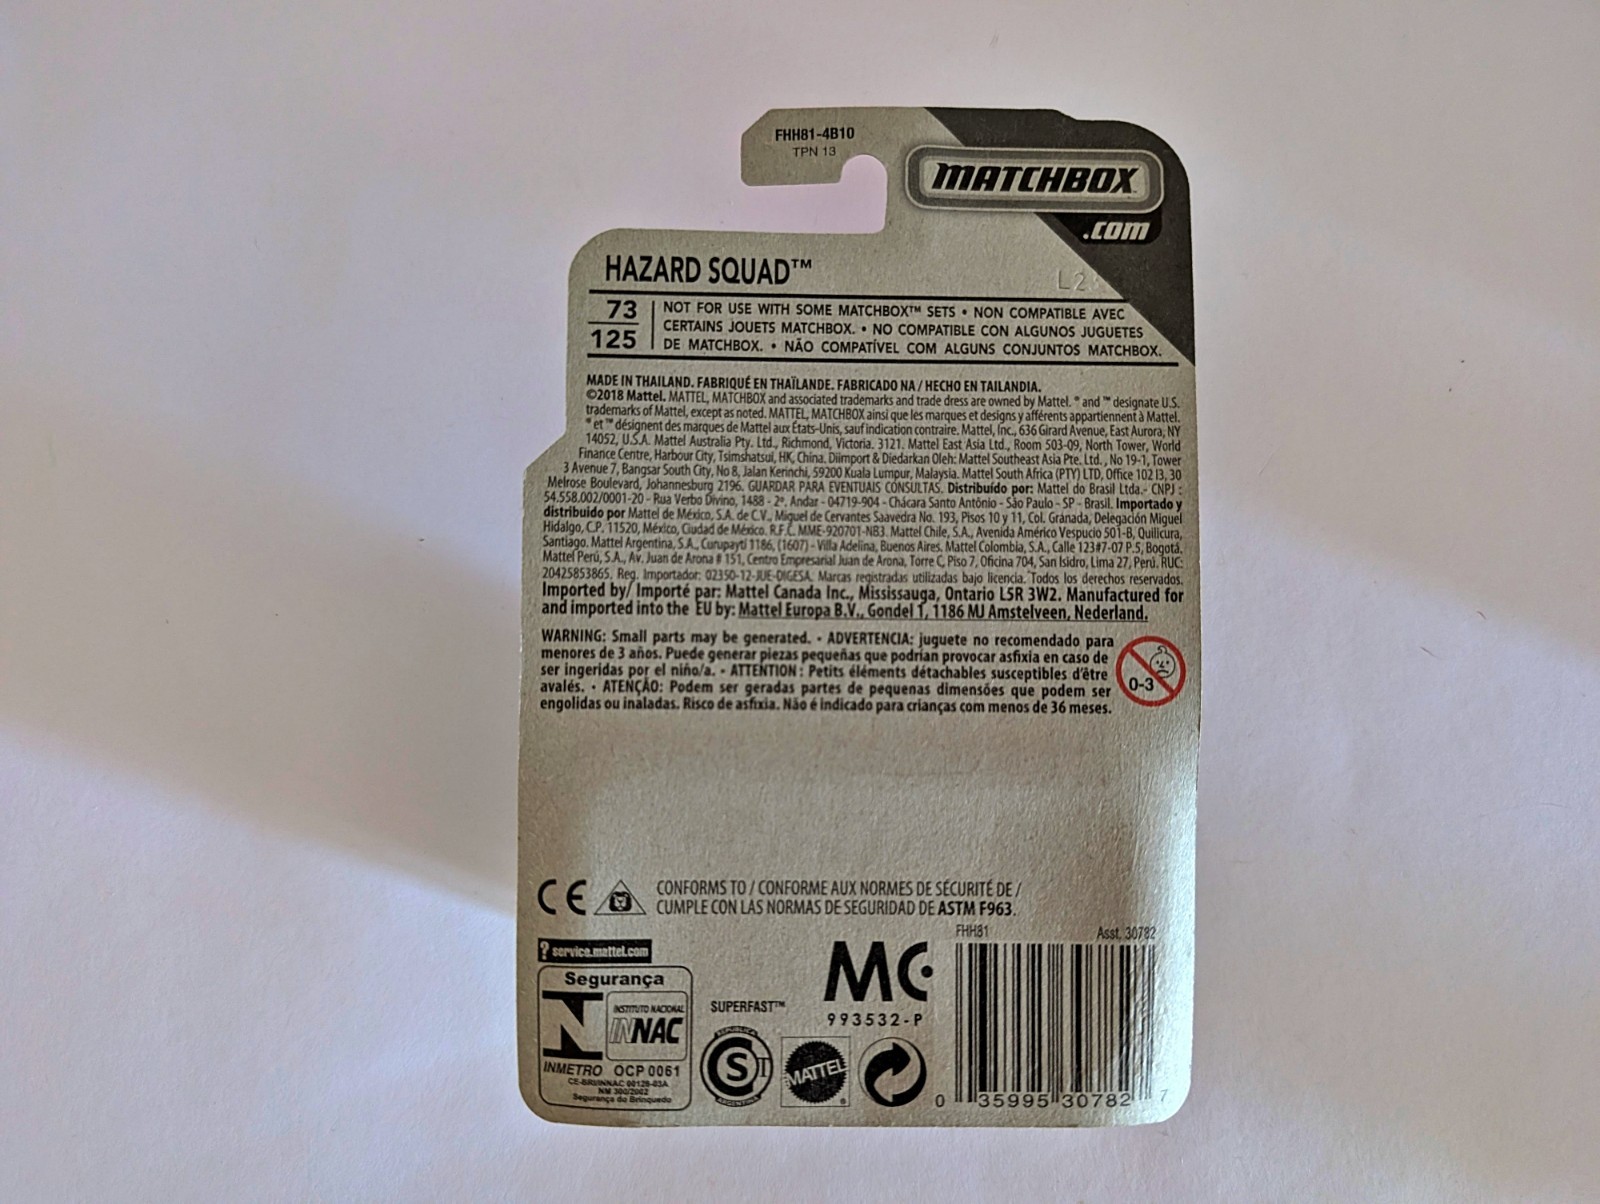 FHH81-4B10
TPN 13
MATCHBOX
.com
HAZARD SQUAD™
L2
73
125
NOT FOR USE WITH SOME MATCHBOX™ SETS • NON COMPATIBLE AVEC
CERTAINS JOUETS MATCHBOX. • NO COMPATIBLE CON ALGUNOS JUGUETES
DE MATCHBOX. • NÃO COMPATÍVEL COM ALGUNS CONJUNTOS MATCHBOX.
MADE IN THAILAND. FABRIQUÉ EN THAÏLANDE. FABRICADO NA / HECHO EN TAILANDIA.
©2018 Mattel. MATTEL, MATCHBOX and associated trademarks and trade dress are owned by Mattel. ® and ™ designate U.S.
trademarks of Mattel, except as noted. MATTEL, MATCHBOX ainsi que les marques et designs y afférents appartiennent à Mattel.
® et ™ désignent des marques de Mattel aux États-Unis, sauf indication contraire. Mattel, Inc., 636 Girard Avenue, East Aurora, NY
14052, U.S.A. Mattel Australia Pty. Ltd., Richmond, Victoria. 3121. Mattel East Asia Ltd., Room 503-09, North Tower, World
Finance Centre, Harbour City, Tsimshatsui, HK, China. Diimport & Diedarkan Oleh: Mattel Southeast Asia Pte. Ltd., No 19-1, Tower
3 Avenue 7, Bangsar South City, No 8, Jalan Kerinchi, 59200 Kuala Lumpur, Malaysia. Mattel South Africa (PTY) LTD, Office 102 I3, 30
Melrose Boulevard, Johannesburg 2196. GUARDAR PARA EVENTUAIS CONSULTAS. Distribuído por: Mattel do Brasil Ltda.- CNPJ :
54.558.002/0001-20 - Rua Verbo Divino, 1488 - 2º. Andar - 04719-904 - Chácara Santo Antônio - São Paulo - SP - Brasil. Importado y
distribuido por Mattel de México, S.A. de C.V., Miguel de Cervantes Saavedra No. 193, Pisos 10 y 11, Col. Granada, Delegación Miguel
Hidalgo, C.P. 11520, México, Ciudad de México. R.F.C. MME-920701-NB3. Mattel Chile, S.A., Avenida Américo Vespucio 501-B, Quilicura,
Santiago. Mattel Argentina, S.A., Curupaytí 1186, (1607) - Villa Adelina, Buenos Aires. Mattel Colombia, S.A., Calle 123#7-07 P.5, Bogotá.
Mattel Perú, S.A., Av. Juan de Arona # 151, Centro Empresarial Juan de Arona, Torre C, Piso 7, Oficina 704, San Isidro, Lima 27, Perú. RUC:
20425853865. Reg. Importador: 02350-12-JUE-DIGESA. Marcas registradas utilizadas bajo licencia. Todos los derechos reservados.
Imported by/ Importé par: Mattel Canada Inc., Mississauga, Ontario L5R 3W2. Manufactured for
and imported into the EU by: Mattel Europa B.V., Gondel 1, 1186 MJ Amstelveen, Nederland.
WARNING: Small parts may be generated. • ADVERTENCIA: juguete no recomendado para
menores de 3 años. Puede generar piezas pequeñas que podrían provocar asfixia en caso de
ser ingeridas por el niño/a. • ATTENTION : Petits éléments détachables susceptibles d'être
avalés. • ATENÇÃO: Podem ser geradas partes de pequenas dimensões que podem ser
engolidas ou inaladas. Risco de asfixia. Não é indicado para crianças com menos de 36 meses.
0-3
CE
CONFORMS TO / CONFORME AUX NORMES DE SÉCURITÉ DE /
CUMPLE CON LAS NORMAS DE SEGURIDAD DE ASTM F963.
? service.mattel.com
Segurança
INSTITUTO NACIONAL
INNAC
INMETRO OCP 0061
CE-BRI/INNAC 00128-03A
NM 300/2002
Segurança do Brinquedo
SUPERFAST™
REPUBLICA
S
ARGENTINA
MATTEL
®
MC
993532-P
FHH81
Asst. 30782
0 35995 30782 7